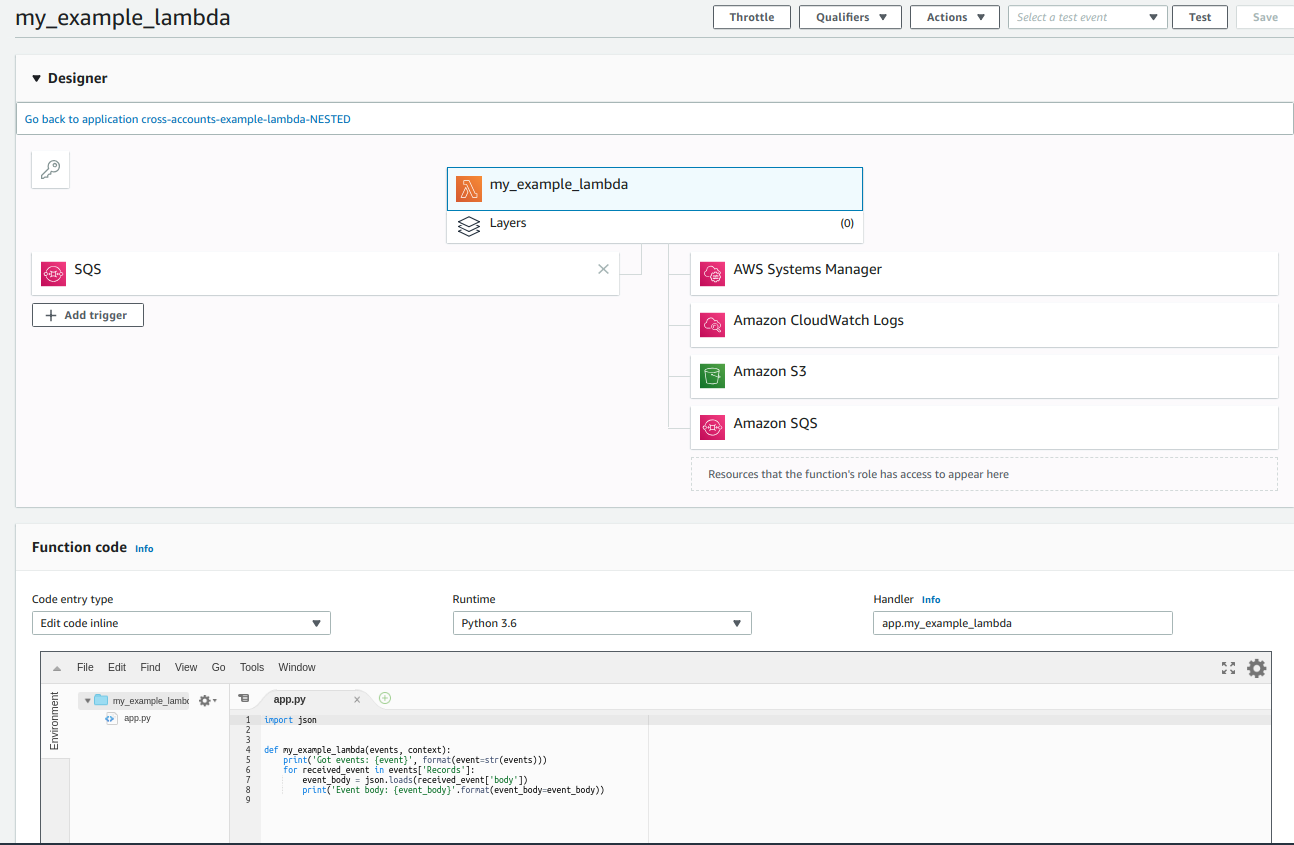 my_example_lambda
Throttle
Qualifiers
Actions
Select a test event
Test
Save
Designer
Go back to application cross-accounts-example-lambda-NESTED
my_example_lambda
Layers
(0)
SQS
Add trigger
AWS Systems Manager
Amazon CloudWatch Logs
Amazon S3
Amazon SQS
Resources that the function's role has access to appear here
Function code Info
Code entry type
Edit code inline
Runtime
Python 3.6
Handler Info
app.my_example_lambda
File Edit Find View Go Tools Window
Environment
my_example_lambd
app.py
app.py
1 import json
2
3
4 def my_example_lambda(events, context):
5 print('Got events: {event}', format(event=str(events)))
6 for received_event in events['Records']:
7 event_body = json.loads(received_event['body'])
8 print('Event body: {event_body}'.format(event_body=event_body))
9